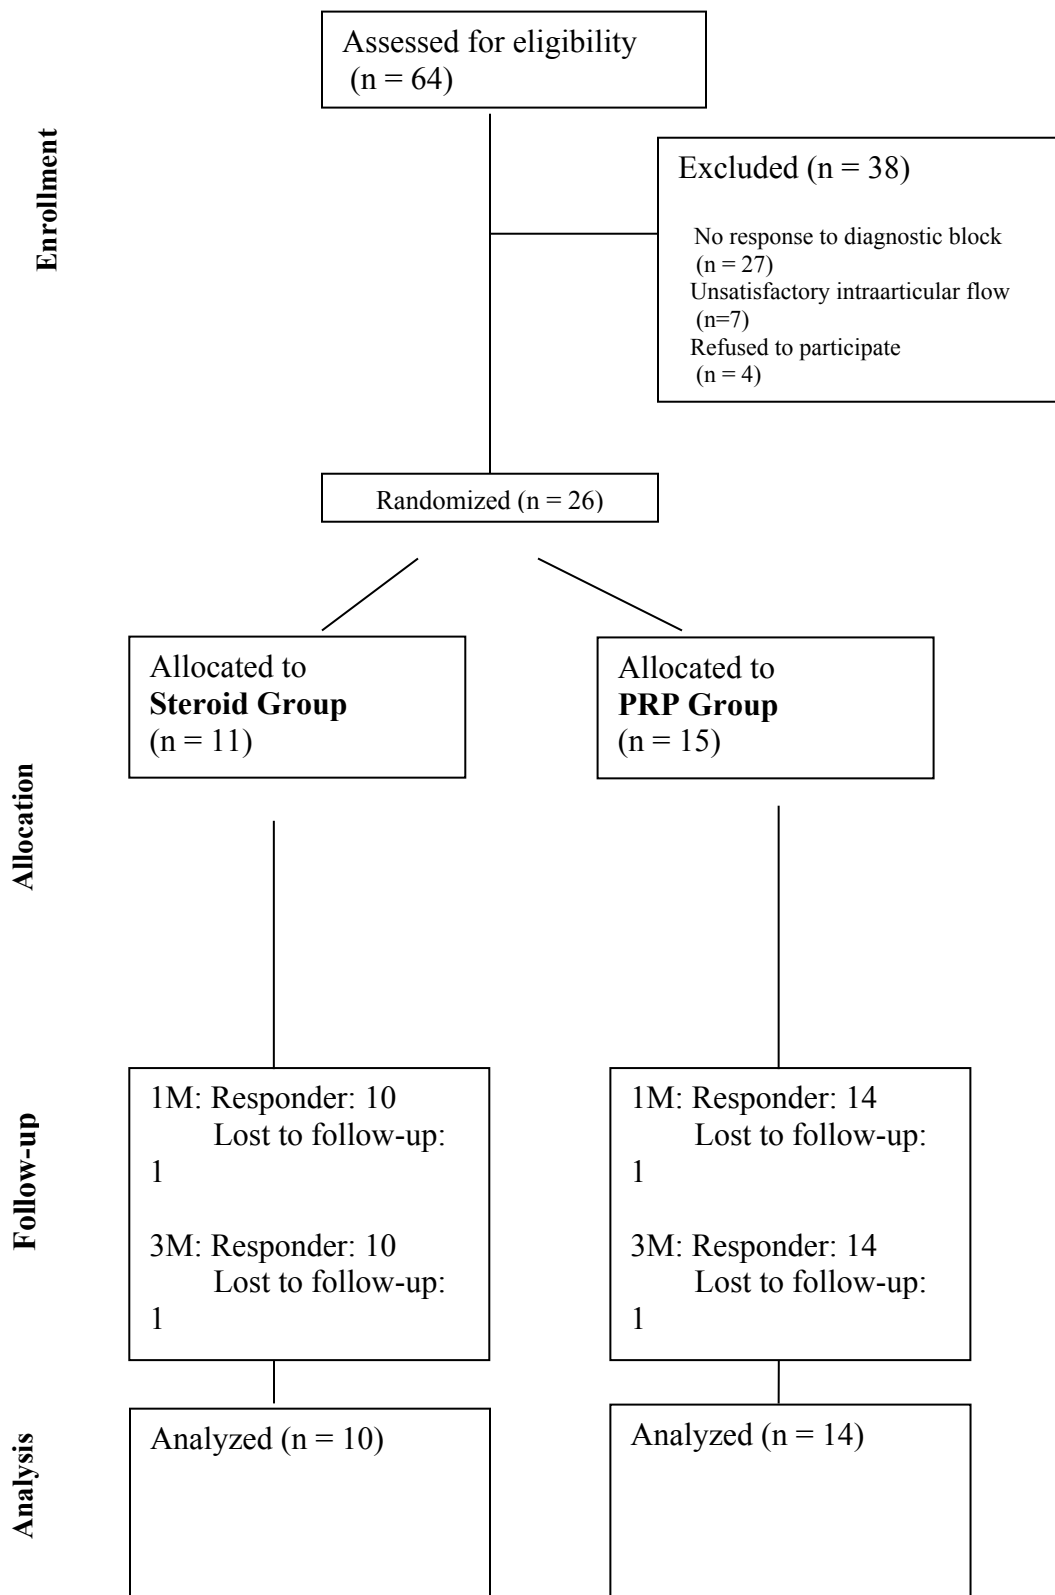 Assessed for eligibility
(n = 64)
Enrollment
Excluded (n = 38)
No response to diagnostic block
(n = 27)
Unsatisfactory intraarticular flow
(n=7)
Refused to participate
(n = 4)
Randomized (n = 26)
Allocated to
Steroid Group
(n = 11)
Allocated to
PRP Group
(n = 15)
Allocation
1M: Responder: 10
Lost to follow-up:
1
3M: Responder: 10
Lost to follow-up:
1
1M: Responder: 14
Lost to follow-up:
1
3M: Responder: 14
Lost to follow-up:
1
Follow-up
Analyzed (n = 10)
Analyzed (n = 14)
Analysis